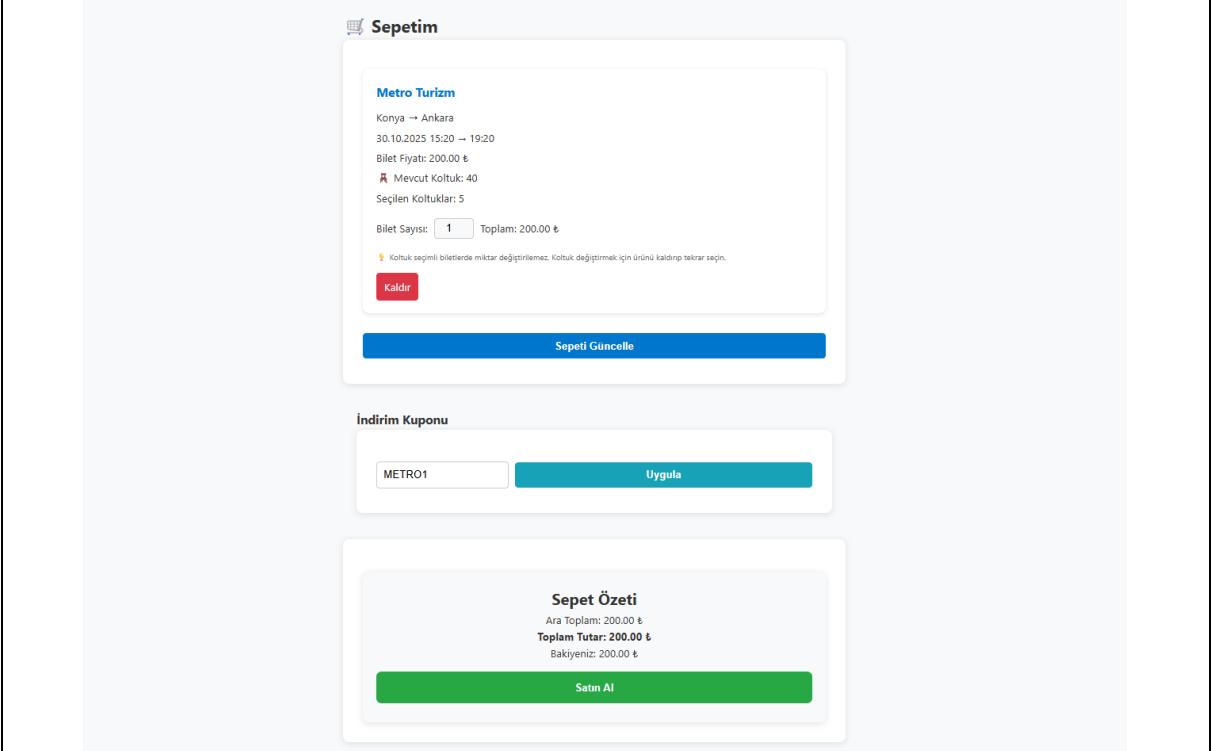 Sepetim
Metro Turizm
Konya → Ankara
30.10.2025 15:20 → 19:20
Bilet Fiyatı: 200.00 ₺
Mevcut Koltuk: 40
Seçilen Koltuklar: 5
Bilet Sayısı: 1 Toplam: 200.00 ₺
Koltuk seçimli biletlerde miktar değiştirilemez. Koltuk değiştirmek için ürünü kaldırıp tekrar seçin.
Kaldır
Sepeti Güncelle
İndirim Kuponu
METRO1 Uygula
Sepet Özeti
Ara Toplam: 200.00 ₺
Toplam Tutar: 200.00 ₺
Bakiyeniz: 200.00 ₺
Satın Al